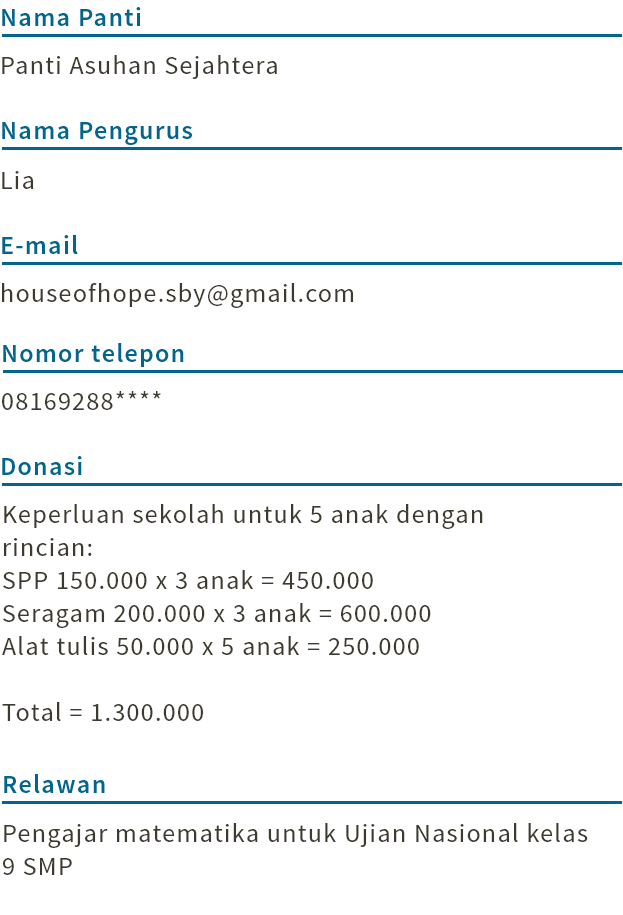 Nama Panti
Panti Asuhan Sejahtera
Nama Pengurus
Lia
E-mail
houseofhope.sby@gmail.com
Nomor telepon
08169288****
Donasi
Keperluan sekolah untuk 5 anak dengan
rincian:
SPP 150.000 x 3 anak = 450.000
Seragam 200.000 x 3 anak = 600.000
Alat tulis 50.000 x 5 anak = 250.000
Total = 1.300.000
Relawan
Pengajar matematika untuk Ujian Nasional kelas
9 SMP